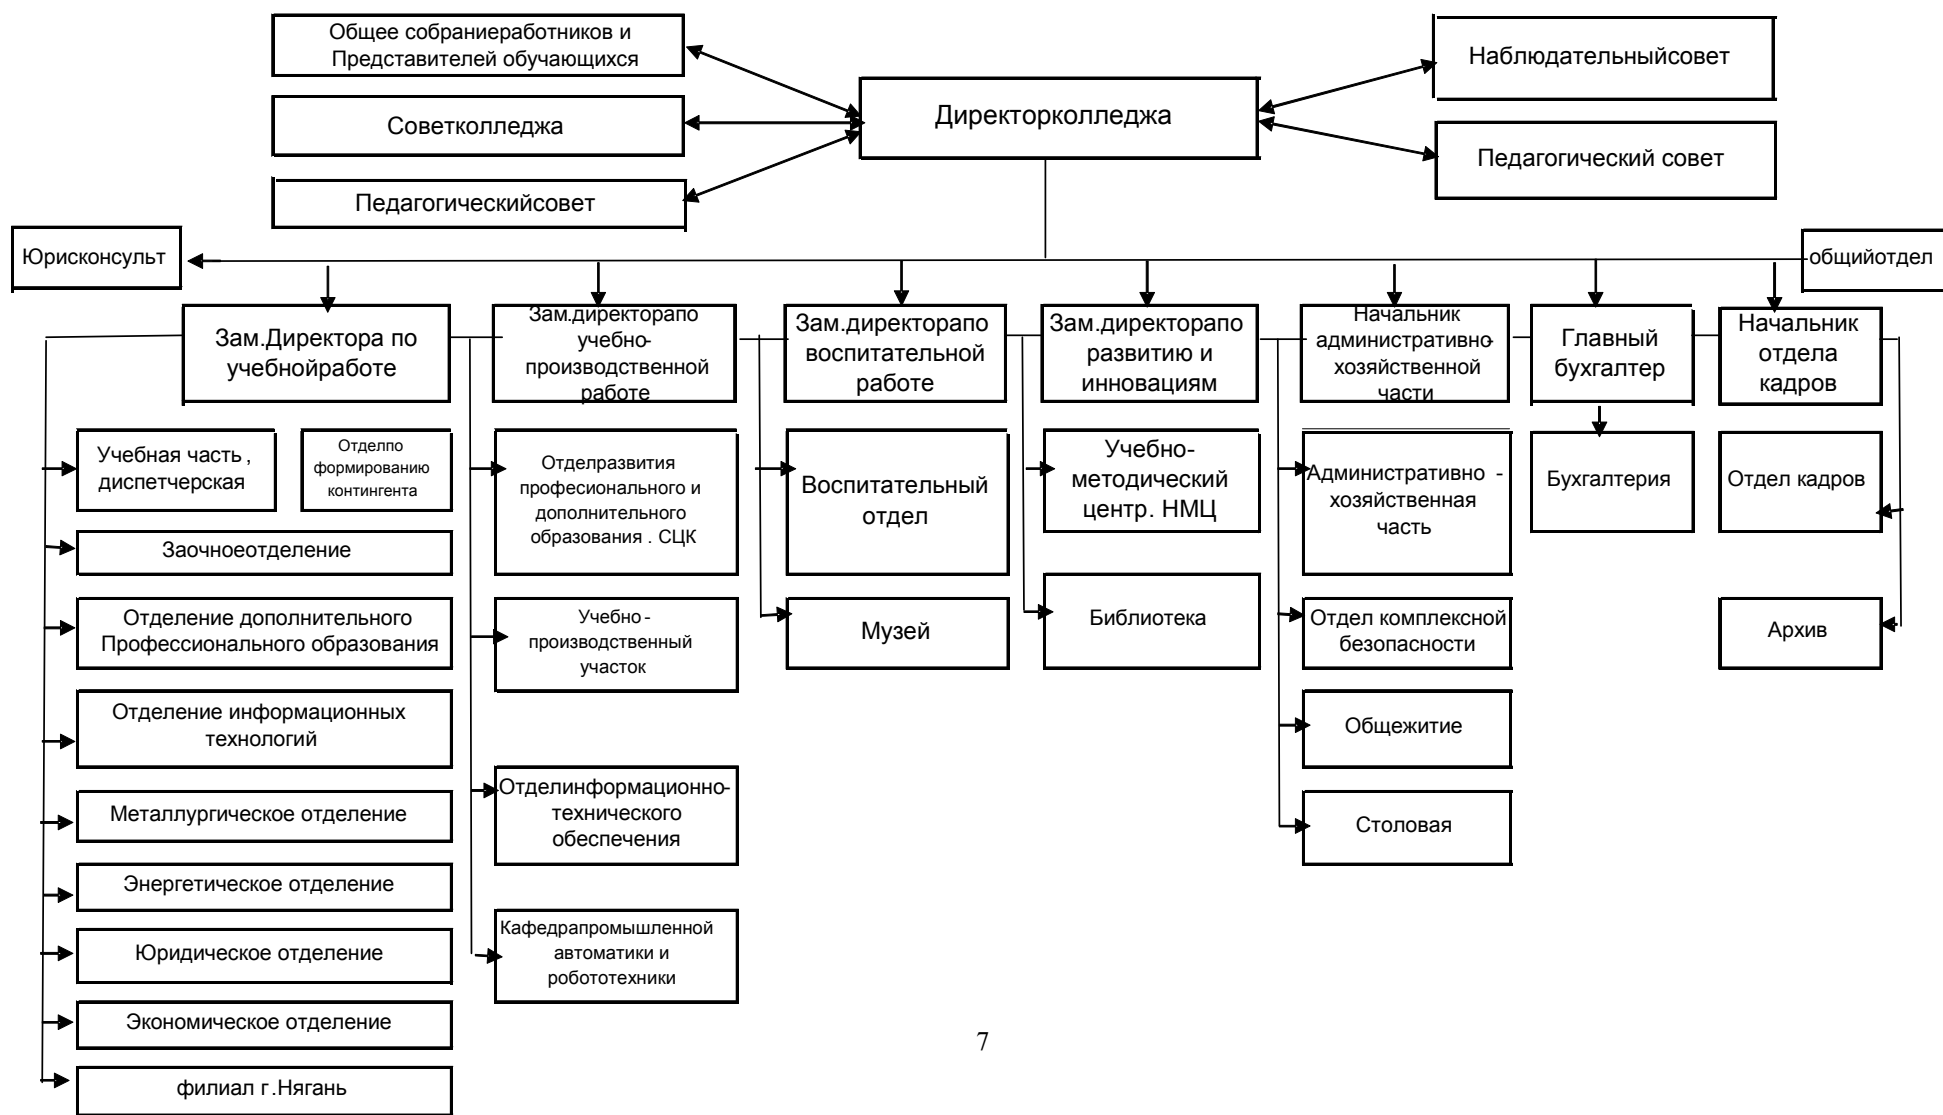 Общее собраниеработников и
Представителей обучающихся
Советколледжа
Педагогическийсовет
Директорколледжа
Наблюдательныйсовет
Педагогический совет
Юрисконсульт
общийотдел
Зам.Директора по
учебнойработе
Зам.директорапо
учебно-
производственной
работе
Зам.директорапо
воспитательной
работе
Зам.директорапо
развитию и
инновациям
Начальник
административно-
хозяйственной
части
Главный
бухгалтер
Начальник
отдела
кадров
Учебная часть ,
диспетчерская
Отделпо
формированию
контингента
Заочноеотделение
Отделение дополнительного
Профессионального образования
Отделение информационных
технологий
Металлургическое отделение
Энергетическое отделение
Юридическое отделение
Экономическое отделение
филиал г.Нягань
Отделразвития
професионального и
дополнительного
образования . СЦК
Учебно -
производственный
участок
Отделинформационно-
технического
обеспечения
Кафедрапромышленной
автоматики и
робототехники
Воспитательный
отдел
Музей
Учебно-
методический
центр. НМЦ
Библиотека
Административно -
хозяйственная
часть
Отдел комплексной
безопасности
Общежитие
Столовая
Бухгалтерия
Отдел кадров
Архив
7